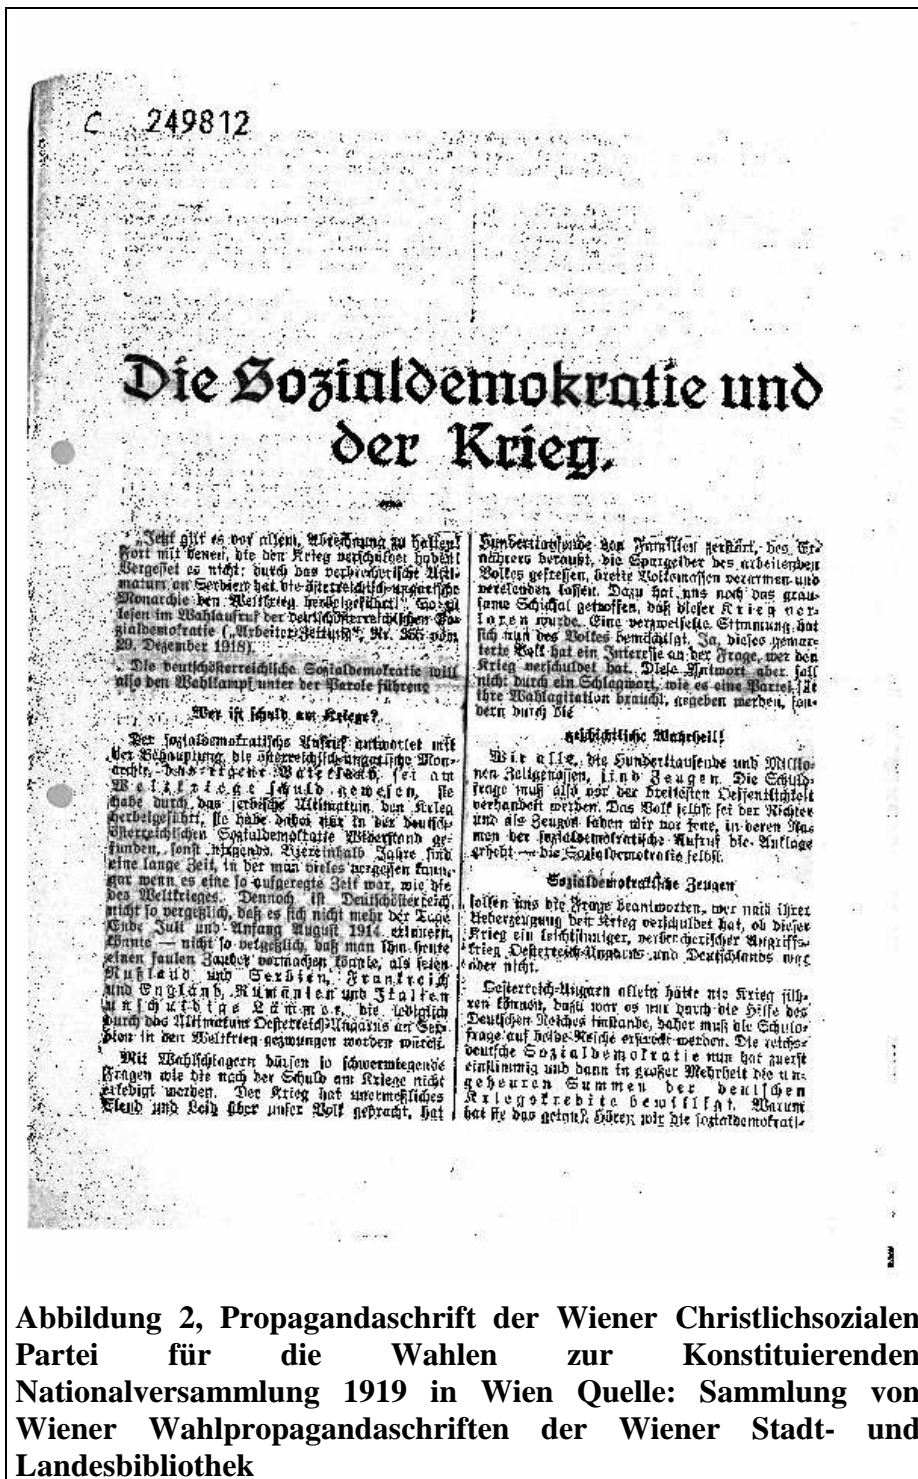 C 249812
Die Sozialdemokratie und
der Krieg.
„Jetzt gilt es vor allem, Abrechnung zu halten!
Fort mit denen, die den Krieg verschuldet haben!
Vergesset es nicht: durch das verbrecherische Ulti-
matum an Serbien hat die österreichisch-ungarische
Monarchie den Weltkrieg herbeigeführt!" So zu
lesen im Wahlaufruf der deutschösterreichischen So-
zialdemokratie („Arbeiter-Zeitung", Nr. vom
29. Dezember 1918).
Die deutschösterreichische Sozialdemokratie will
also den Wahlkampf unter der Parole führen:
Wer ist schuld am Kriege?
Der sozialdemokratische Aufruf antwortet mit
der Behauptung, die österreichisch-ungarische Mon-
archie, das eigene Vaterland, sei am
Weltkriege schuld gewesen, sie
habe durch das serbische Ultimatum den Krieg
herbeigeführt, sie habe dabei nur in der deutsch-
österreichischen Sozialdemokratie Widerstand ge-
funden, sonst nirgends. Viereinhalb Jahre sind
eine lange Zeit, in der man vieles vergessen kann,
gar wenn es eine so aufgeregte Zeit war, wie die
des Weltkrieges. Dennoch ist Deutschösterreich
nicht so vergeßlich, daß es sich nicht mehr der Tage
Ende Juli und Anfang August 1914 erinnern
könnte — nicht so vergeßlich, daß man ihm heute
einen faulen Zauber vormachen könnte, als seien
Rußland und Serbien, Frankreich
und England, Rumänien und Italien
unschuldige Lämmer, die lediglich
durch das Ultimatum Oesterreich-Ungarns an Ser-
bien in den Weltkrieg gezwungen worden
Mit Wahlschlagern dürfen so schwerwiegende
Fragen wie die nach der Schuld am Kriege nicht
erledigt werden. Der Krieg hat unermeßliches
Elend und Leid über unser Volk gebracht, hat
Hunderttausende von Familien zerstört, des Er-
nährers beraubt, die Spargelder des arbeitenden
Volkes gefressen, breite Volksmassen verarmen und
verelenden lassen. Dazu hat uns noch das grau-
same Schicksal getroffen, daß dieser Krieg ver-
loren wurde. Eine verzweifelte Stimmung hat
sich nun des Volkes bemächtigt. Ja, dieses gemar-
terte Volk hat ein Interesse an der Frage, wer den
Krieg verschuldet hat. Diese Antwort aber soll
nicht durch ein Schlagwort, wie es eine Partei für
ihre Wahlagitation braucht, gegeben werden, son-
dern durch die
geschichtliche Wahrheit!
Wir alle, die Hunderttausende und Millio-
nen Zeitgenossen, sind Zeugen. Die Schuld-
frage muß also vor der breitesten Oeffentlichkeit
verhandelt werden. Das Volk selbst sei der Richter
und als Zeugen laden wir vor jene, in deren Na-
men der sozialdemokratische Aufruf die Anklage
erhebt — die Sozialdemokratie selbst.
Sozialdemokratische Zeugen
sollen uns die Frage beantworten, wer nach ihrer
Ueberzeugung den Krieg verschuldet hat, ob dieser
Krieg ein leichtsinniger, verbrecherischer Angriffs-
krieg Oesterreich-Ungarns und Deutschlands war
oder nicht.
Oesterreich-Ungarn allein hätte nie Krieg füh-
ren können, dazu war es nur durch die Hilfe des
Deutschen Reiches imstande, daher muß die Schuld-
frage auf beide Reiche erstreckt werden. Die reichs-
deutsche Sozialdemokratie nun hat zuerst
einstimmig und dann in großer Mehrheit die un-
geheuren Summen der deutschen
Kriegskredite bewilligt. Warum
hat sie das getan? Hören wir die sozialdemokrati-
Abbildung 2, Propagandaschrift der Wiener Christlichsozialen
Partei für die Wahlen zur Konstituierenden
Nationalversammlung 1919 in Wien Quelle: Sammlung von
Wiener Wahlpropagandaschriften der Wiener Stadt- und
Landesbibliothek